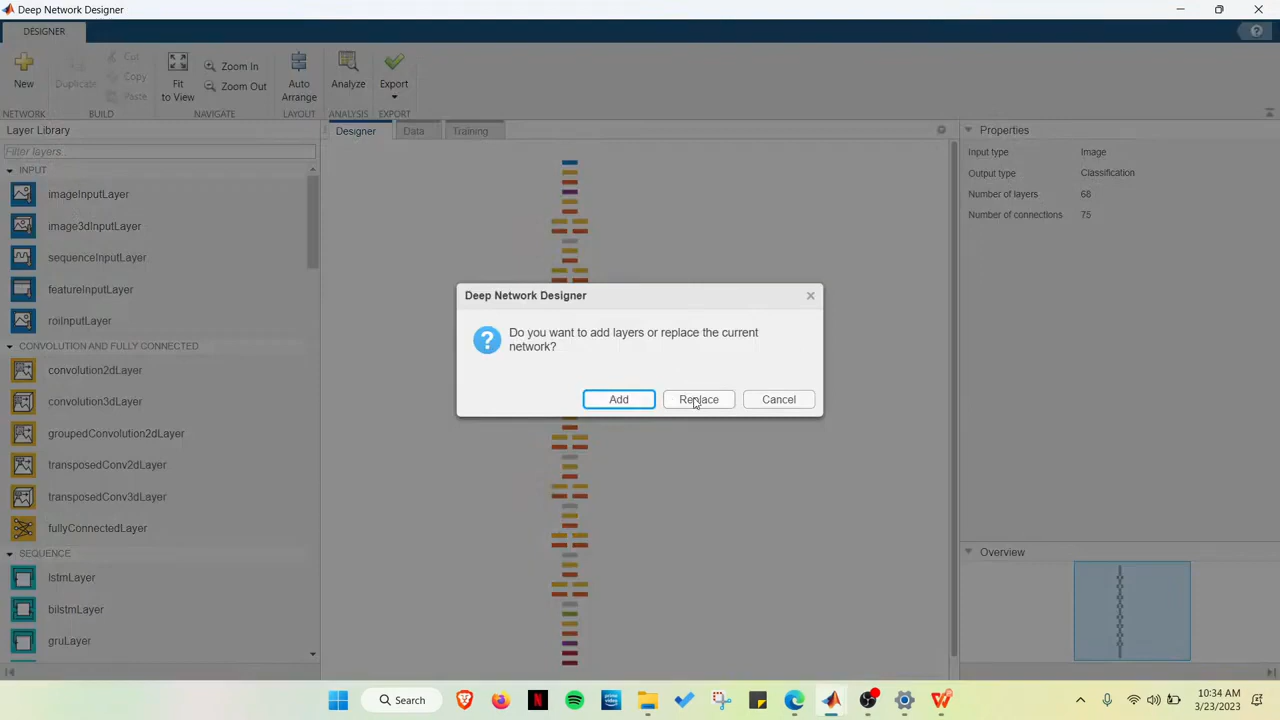 Deep Network Designer
DESIGNER
New
Duplicate
Cut
Copy
Paste
Fit
to View
Zoom In
Zoom Out
Auto
Arrange
Analyze
Export
NETWORK
BUILD
NAVIGATE
LAYOUT
ANALYSIS
EXPORT
Layer Library
Filter layers...
INPUT
imageInputLayer
image3dInputLayer
sequenceInputLayer
featureInputLayer
roiInputLayer
CONVOLUTION AND FULLY CONNECTED
convolution2dLayer
convolution3dLayer
groupedConvolution2dLayer
transposedConv2dLayer
transposedConv3dLayer
fullyConnectedLayer
SEQUENCE
lstmLayer
bilstmLayer
gruLayer
Designer
Data
Training
Deep Network Designer
Do you want to add layers or replace the current
network?
Add
Replace
Cancel
Properties
Input type Image
Output type Classification
Number of layers 68
Number of connections 75
Overview
Search
10:34 AM
3/23/2023